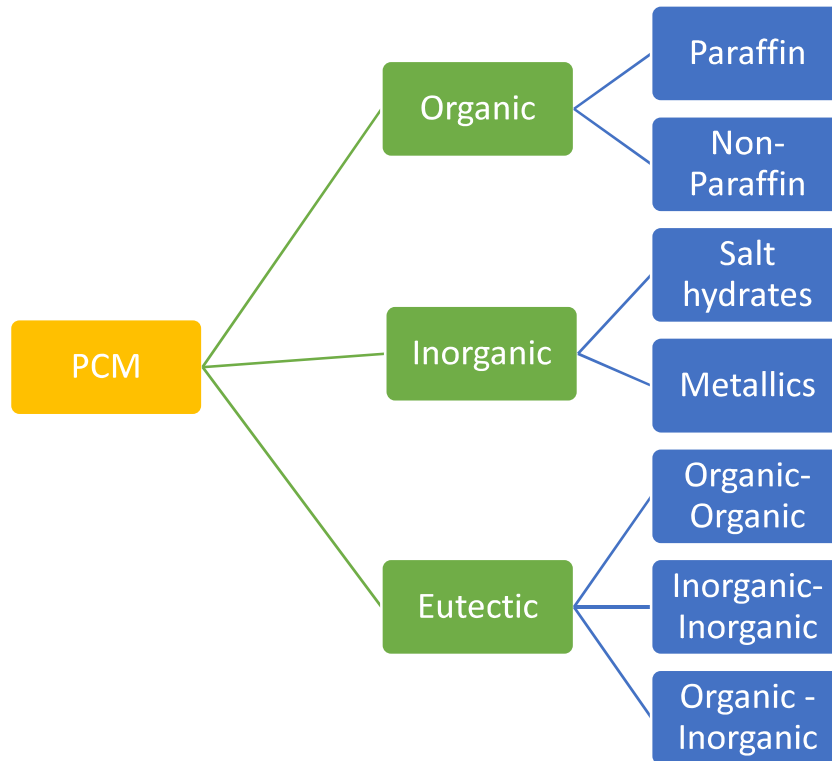 PCM
Organic
Paraffin
Non-
Paraffin
Inorganic
Salt
hydrates
Metallics
Eutectic
Organic-
Organic
Inorganic-
Inorganic
Organic -
Inorganic